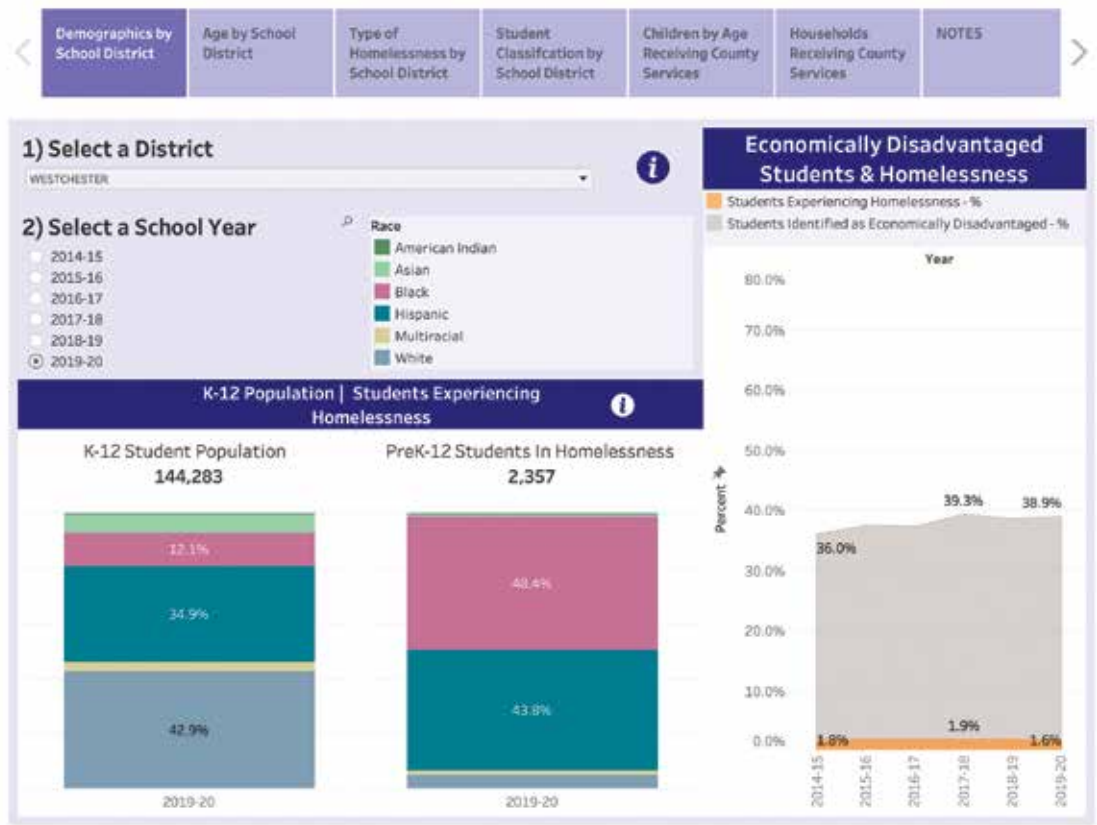 Demographics by
School District
Age by School
District
Type of
Homelessness by
School District
Student
Classifcation by
School District
Children by Age
Receiving County
Services
Households
Receiving County
Services
NOTES
1) Select a District
WESTCHESTER
i
2) Select a School Year
2014-15
2015-16
2016-17
2017-18
2018-19
2019-20
Race
American Indian
Asian
Black
Hispanic
Multiracial
White
K-12 Population | Students Experiencing
Homelessness
i
K-12 Student Population
144,283
12.1%
34.9%
42.9%
2019-20
PreK-12 Students In Homelessness
2,357
48.4%
43.8%
2019-20
Economically Disadvantaged
Students & Homelessness
Students Experiencing Homelessness - %
Students Identified as Economically Disadvantaged - %
Year
Percent
80.0%
70.0%
60.0%
50.0%
40.0%
30.0%
20.0%
10.0%
0.0%
36.0%
39.3%
38.9%
1.8%
1.9%
1.6%
2014-15
2015-16
2016-17
2017-18
2018-19
2019-20